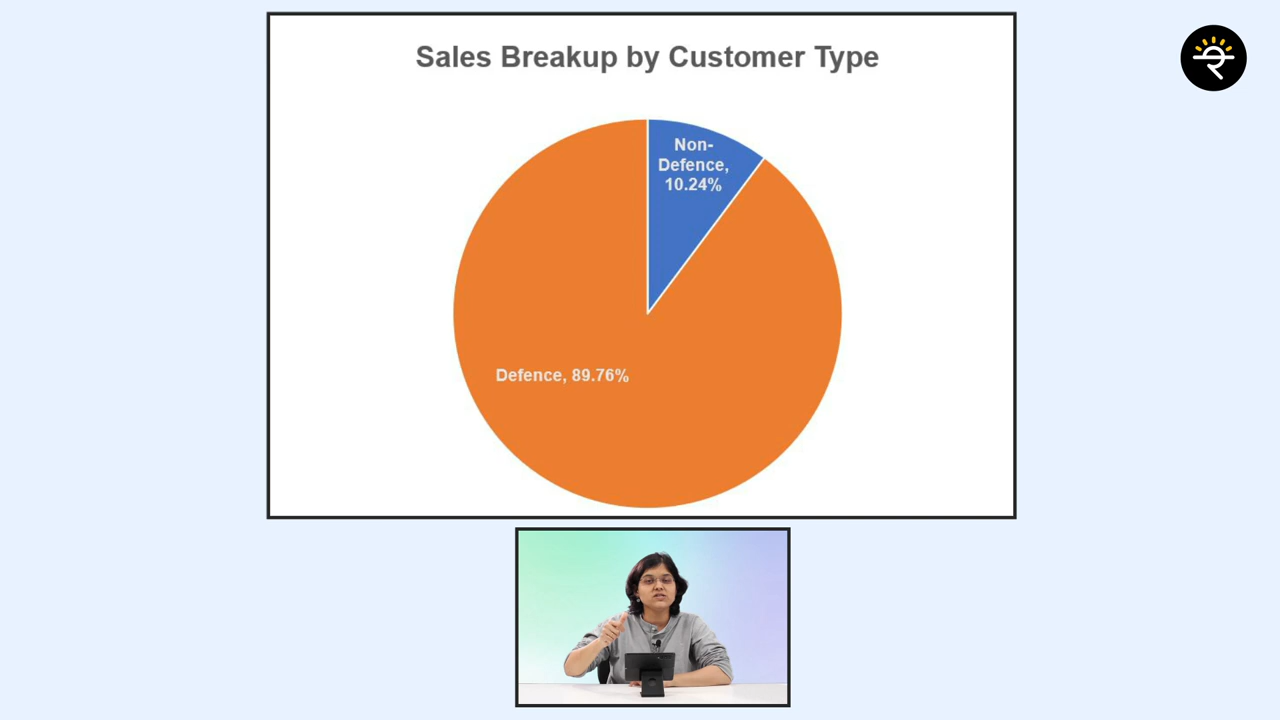 Sales Breakup by Customer Type
Non-
Defence,
10.24%
Defence, 89.76%